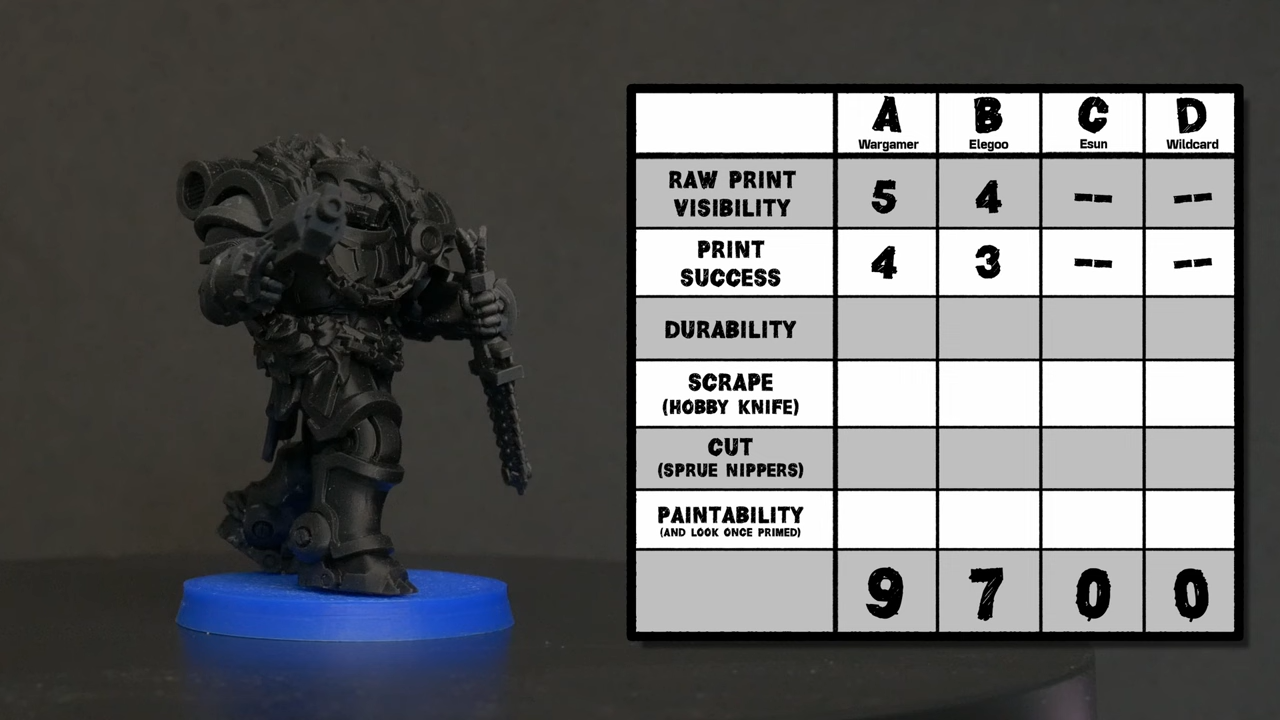 A B C D
Wargamer Elegoo Esun Wildcard
RAW PRINT
VISIBILITY 5 4 -- --
PRINT
SUCCESS 4 3 -- --
DURABILITY
SCRAPE
(HOBBY KNIFE)
CUT
(SPRUE NIPPERS)
PAINTABILITY
(AND LOOK ONCE PRIMED)
9 7 0 0